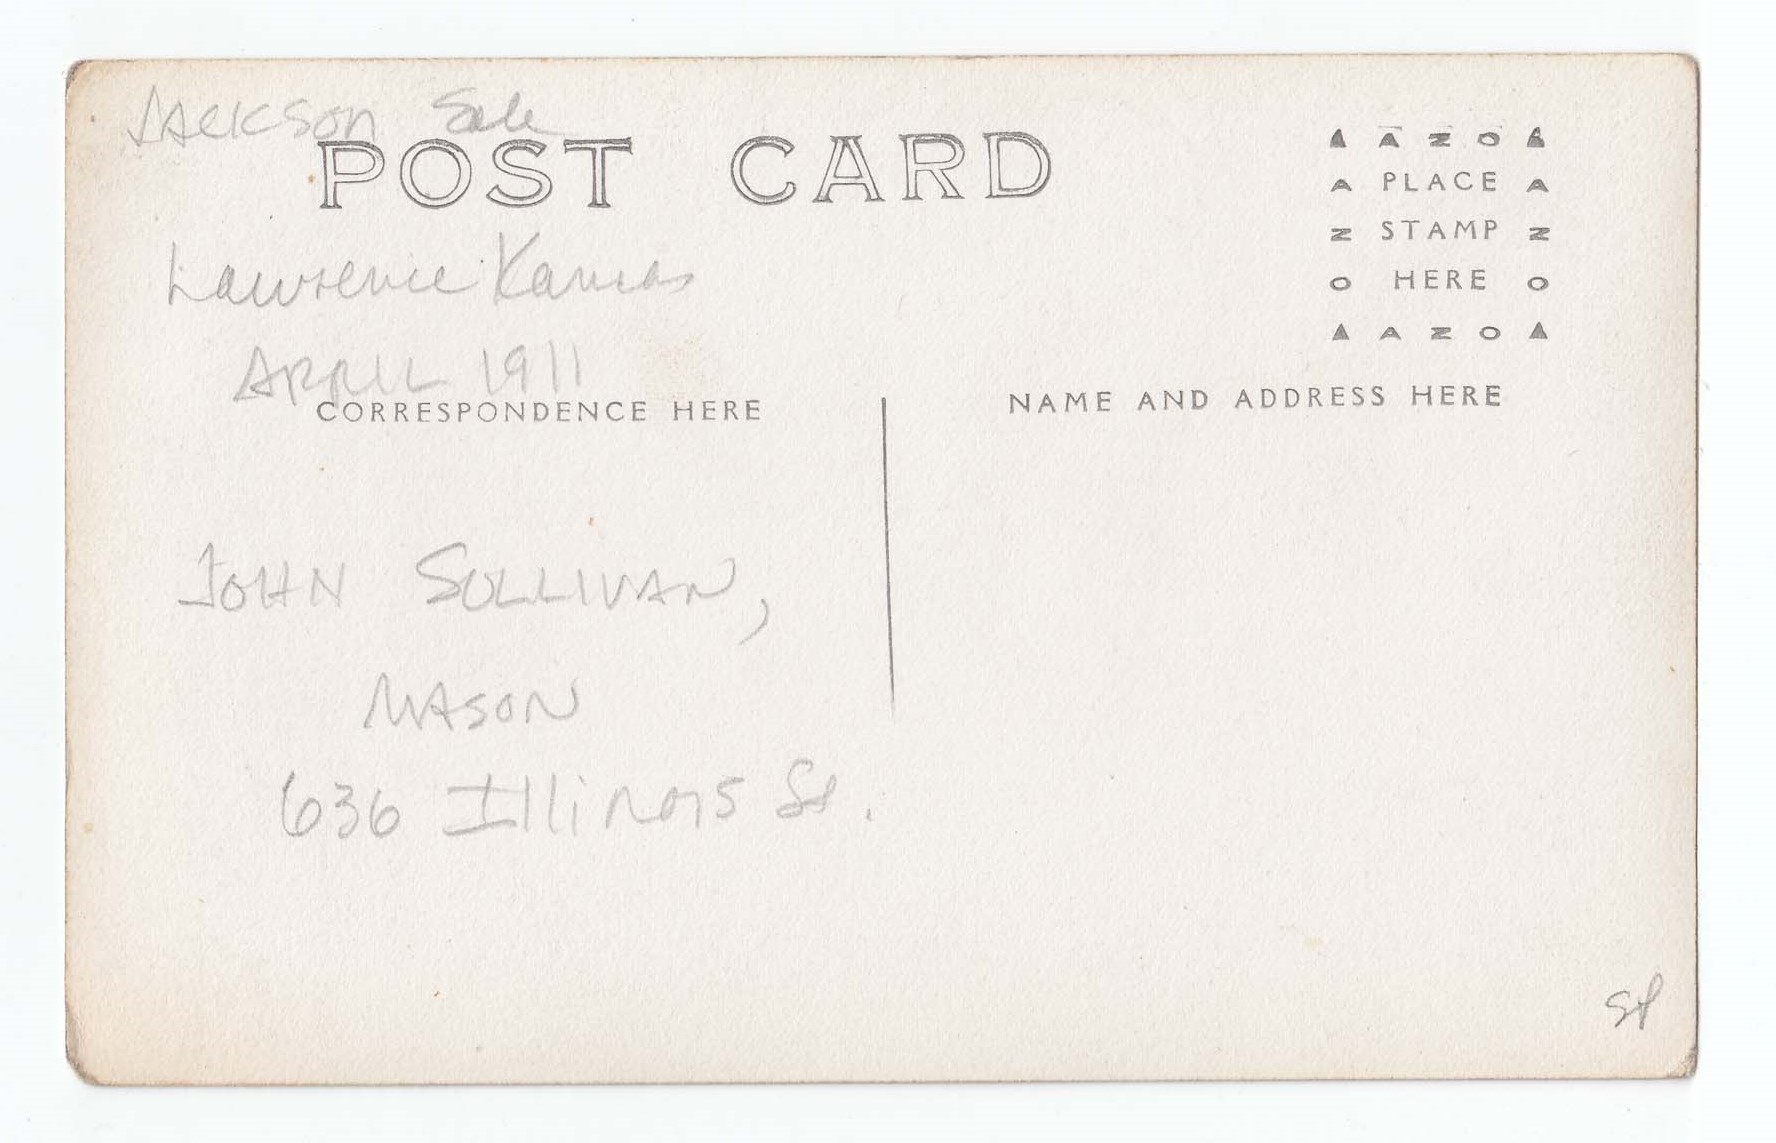 Jackson Sale
POST CARD
Lawrence Kansas
APRIL 1911
CORRESPONDENCE HERE
JOHN SULLIVAN,
MASON
636 Illinois St.
AZO
PLACE
STAMP
HERE
AZO
NAME AND ADDRESS HERE